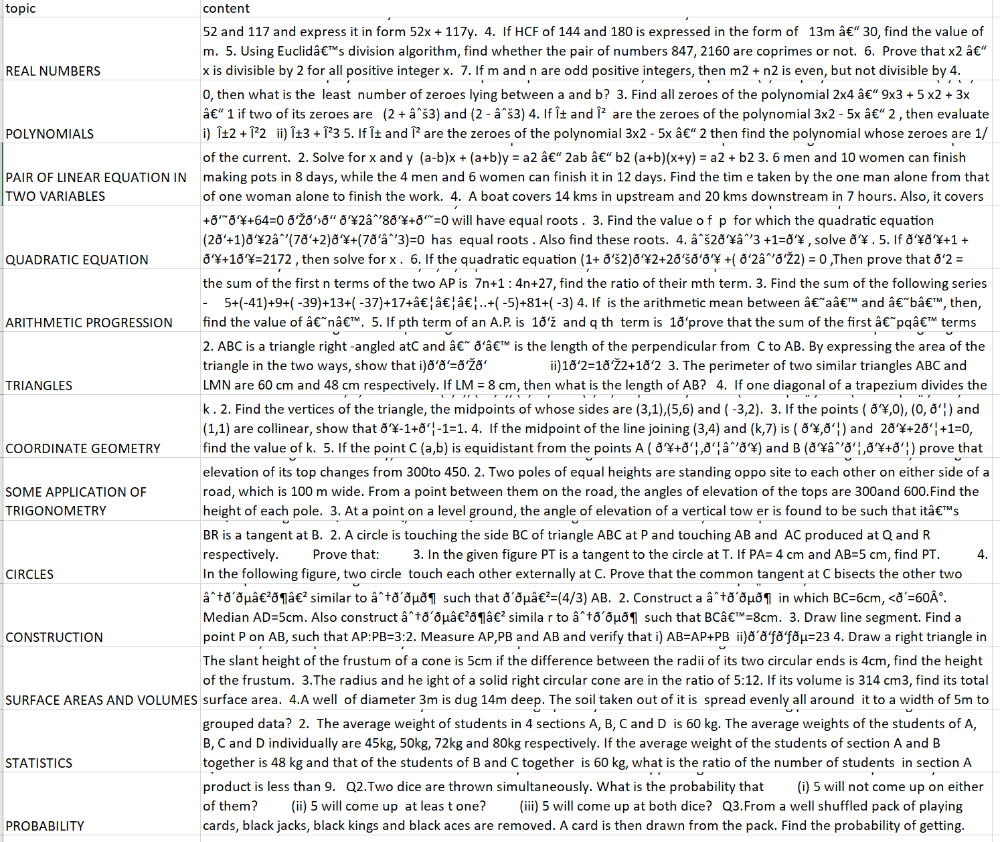 topic content
52 and 117 and express it in form 52x + 117y.  4.  If HCF of 144 and 180 is expressed in the form of   13m â€“ 30, find the value of
m.  5. Using Euclidâ€™s division algorithm, find whether the pair of numbers 847, 2160 are coprimes or not.  6.  Prove that x2 â€“
REAL NUMBERS x is divisible by 2 for all positive integer x.  7. If m and n are odd positive integers, then m2 + n2 is even, but not divisible by 4.
0, then what is the  least  number of zeroes lying between a and b?  3. Find all zeroes of the polynomial 2x4 â€“ 9x3 + 5 x2 + 3x
â€“ 1 if two of its zeroes are   (2 + âˆš3) and (2 - âˆš3) 4. If Î± and Î²  are the zeroes of the polynomial 3x2 - 5x â€“ 2 , then evaluate
POLYNOMIALS i)  Î±2 + Î²2   ii) Î±3 + Î²3 5. If Î± and Î² are the zeroes of the polynomial 3x2 - 5x â€“ 2 then find the polynomial whose zeroes are 1/
of the current.  2. Solve for x and y  (a-b)x + (a+b)y = a2 â€“ 2ab â€“ b2 (a+b)(x+y) = a2 + b2 3. 6 men and 10 women can finish
PAIR OF LINEAR EQUATION IN making pots in 8 days, while the 4 men and 6 women can finish it in 12 days. Find the tim e taken by the one man alone from that
TWO VARIABLES of one woman alone to finish the work.  4.  A boat covers 14 kms in upstream and 20 kms downstream in 7 hours. Also, it covers
+ð‘˜ð‘¥+64=0 ð‘Žð‘›ð‘‘ ð‘¥2âˆ’8ð‘¥+ð‘˜=0 will have equal roots .  3. Find the value o f  p  for which the quadratic equation
(2ð‘+1)ð‘¥2âˆ’(7ð‘+2)ð‘¥+(7ð‘âˆ’3)=0  has  equal roots . Also find these roots.  4. âˆš2ð‘¥âˆ’3 +1=ð‘¥ , solve ð‘¥ . 5. If ð‘¥ð‘¥+1 +
QUADRATIC EQUATION ð‘¥+1ð‘¥=2172 , then solve for x .  6. If the quadratic equation (1+ ð‘š2)ð‘¥2+2ð‘šð‘ð‘¥ +( ð‘2âˆ’ð‘Ž2) = 0 ,Then prove that ð‘2 =
the sum of the first n terms of the two AP is  7n+1 : 4n+27, find the ratio of their mth term. 3. Find the sum of the following series
-     5+(-41)+9+( -39)+13+( -37)+17+â€¦â€¦â€¦..+( -5)+81+( -3) 4. If  is the arithmetic mean between â€˜aâ€™ and â€˜bâ€™, then,
ARITHMETIC PROGRESSION find the value of â€˜nâ€™.  5. If pth term of an A.P. is  1ð‘ž  and q th  term is  1ð‘prove that the sum of the first â€˜pqâ€™ terms
2. ABC is a triangle right -angled atC and â€˜ ð‘â€™ is the length of the perpendicular from  C to AB. By expressing the area of the
triangle in the two ways, show that i)ð‘ð‘=ð‘Žð‘               ii)1ð‘2=1ð‘Ž2+1ð‘2  3. The perimeter of two similar triangles ABC and
TRIANGLES LMN are 60 cm and 48 cm respectively. If LM = 8 cm, then what is the length of AB?   4.  If one diagonal of a trapezium divides the
k . 2. Find the vertices of the triangle, the midpoints of whose sides are (3,1),(5,6) and ( -3,2).  3. If the points ( ð‘¥,0), (0, ð‘¦) and
(1,1) are collinear, show that ð‘¥-1+ð‘¦-1=1. 4.  If the midpoint of the line joining (3,4) and (k,7) is ( ð‘¥,ð‘¦) and  2ð‘¥+2ð‘¦+1=0,
COORDINATE GEOMETRY find the value of k.  5. If the point C (a,b) is equidistant from the points A ( ð‘¥+ð‘¦,ð‘¦âˆ’ð‘¥) and B (ð‘¥âˆ’ð‘¦,ð‘¥+ð‘¦) prove that
elevation of its top changes from 300to 450. 2. Two poles of equal heights are standing oppo site to each other on either side of a
SOME APPLICATION OF road, which is 100 m wide. From a point between them on the road, the angles of elevation of the tops are 300and 600.Find the
TRIGONOMETRY height of each pole.  3. At a point on a level ground, the angle of elevation of a vertical tow er is found to be such that itâ€™s
BR is a tangent at B.  2. A circle is touching the side BC of triangle ABC at P and touching AB and  AC produced at Q and R
respectively.        Prove that:        3. In the given figure PT is a tangent to the circle at T. If PA= 4 cm and AB=5 cm, find PT.         4.
CIRCLES In the following figure, two circle  touch each other externally at C. Prove that the common tangent at C bisects the other two
âˆ†ð´ðµâ€²ð¶â€² similar to âˆ†ð´ðµð¶  such that ð´ðµâ€²=(4/3) AB.  2. Construct a âˆ†ð´ðµð¶  in which BC=6cm, <ð´=60Â°.
Median AD=5cm. Also construct âˆ†ð´ðµâ€²ð¶â€² simila r to âˆ†ð´ðµð¶  such that BCâ€™=8cm.  3. Draw line segment. Find a
CONSTRUCTION point P on AB, such that AP:PB=3:2. Measure AP,PB and AB and verify that i) AB=AP+PB  ii)ð´ð‘ƒð‘ƒðµ=23 4. Draw a right triangle in
The slant height of the frustum of a cone is 5cm if the difference between the radii of its two circular ends is 4cm, find the height
of the frustum.  3.The radius and he ight of a solid right circular cone are in the ratio of 5:12. If its volume is 314 cm3, find its total
SURFACE AREAS AND VOLUMES surface area.  4.A well  of diameter 3m is dug 14m deep. The soil taken out of it is  spread evenly all around  it to a width of 5m to
grouped data?  2.  The average weight of students in 4 sections A, B, C and D  is 60 kg. The average weights of the students of A,
B, C and D individually are 45kg, 50kg, 72kg and 80kg respectively. If the average weight of the students of section A and B
STATISTICS together is 48 kg and that of the students of B and C together  is 60 kg, what is the ratio of the number of students  in section A
product is less than 9.   Q2.Two dice are thrown simultaneously. What is the probability that        (i) 5 will not come up on either
of them?        (ii) 5 will come up  at leas t one?        (iii) 5 will come up at both dice?   Q3.From a well shuffled pack of playing
PROBABILITY cards, black jacks, black kings and black aces are removed. A card is then drawn from the pack. Find the probability of getting.